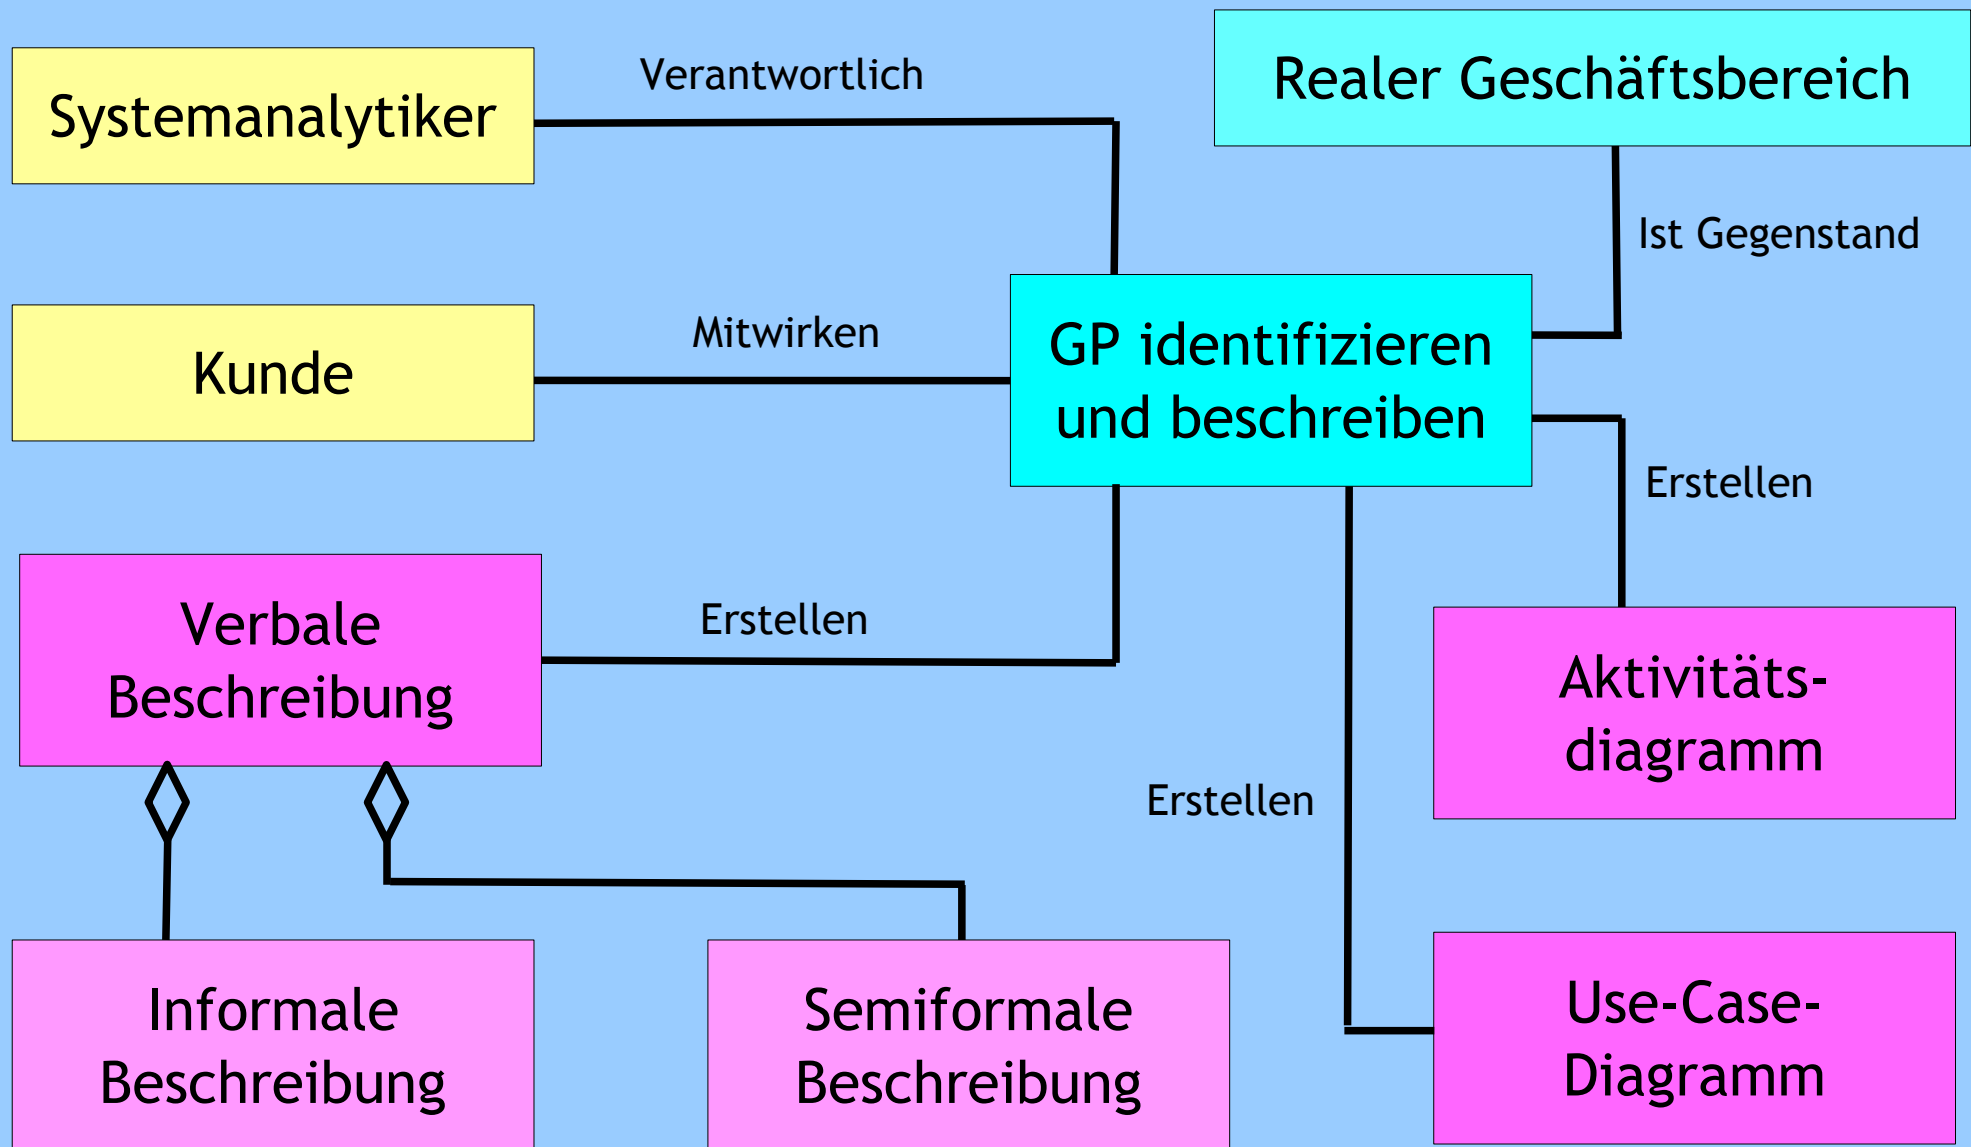 Systemanalytiker
Verantwortlich
Realer Geschäftsbereich
Ist Gegenstand
Kunde
Mitwirken
GP identifizieren
und beschreiben
Erstellen
Verbale
Beschreibung
Erstellen
Aktivitäts-
diagramm
Erstellen
Informale
Beschreibung
Semiformale
Beschreibung
Use-Case-
Diagramm